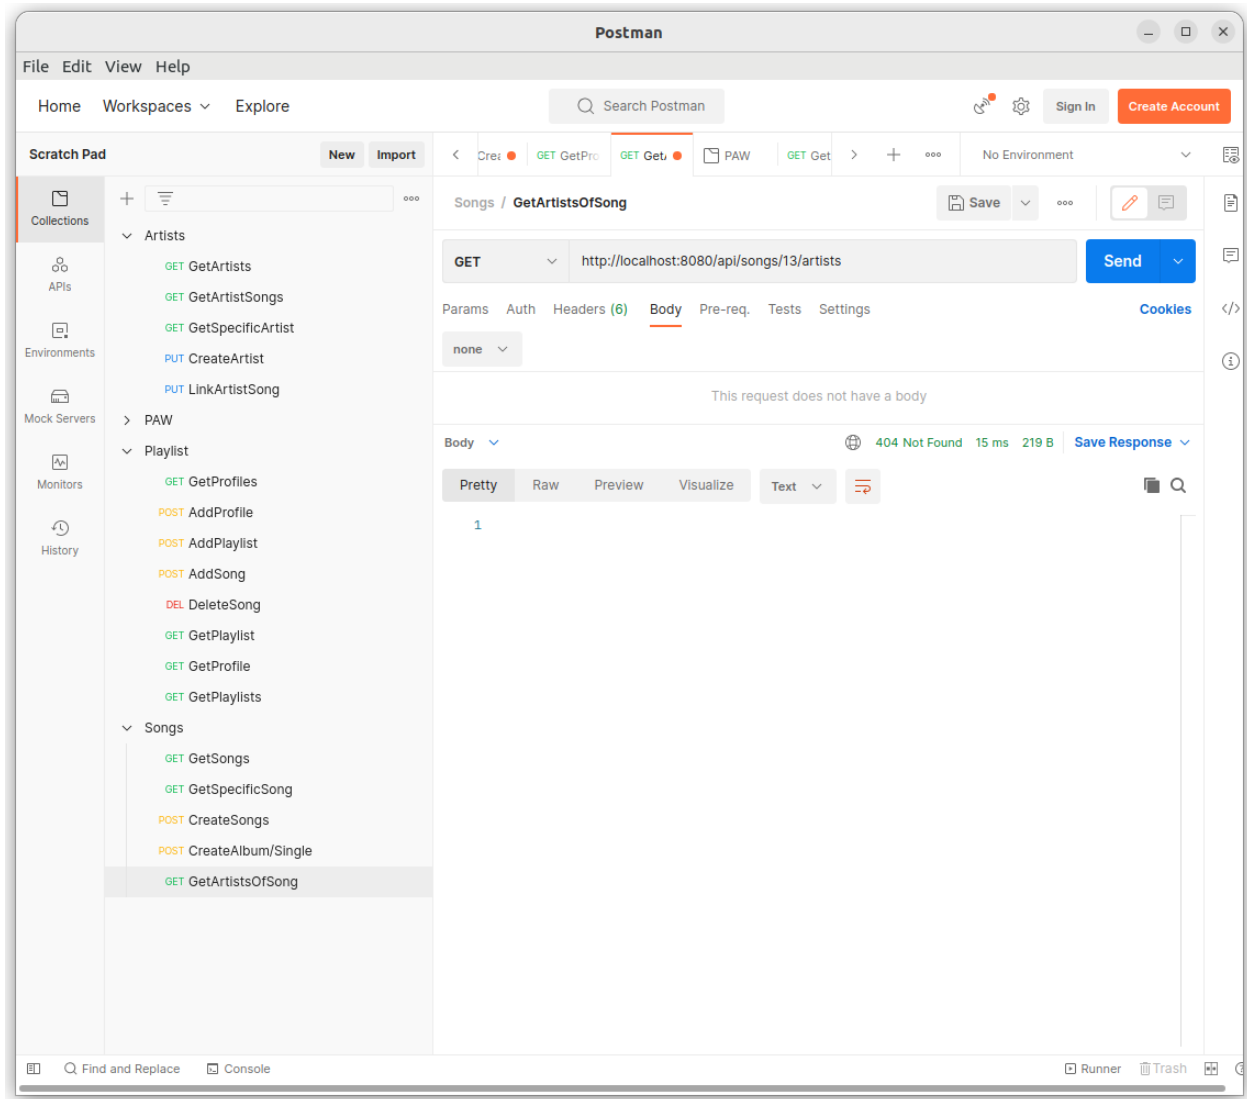 Postman
File Edit View Help
Home Workspaces Explore Search Postman Sign In Create Account
Scratch Pad New Import
Crea GET GetPro GET Get PAW GET Get No Environment
Collections
APIs
Environments
Mock Servers
Monitors
History
Artists
GET GetArtists
GET GetArtistSongs
GET GetSpecificArtist
PUT CreateArtist
PUT LinkArtistSong
PAW
Playlist
GET GetProfiles
POST AddProfile
POST AddPlaylist
POST AddSong
DEL DeleteSong
GET GetPlaylist
GET GetProfile
GET GetPlaylists
Songs
GET GetSongs
GET GetSpecificSong
POST CreateSongs
POST CreateAlbum/Single
GET GetArtistsOfSong
Songs / GetArtistsOfSong Save
GET http://localhost:8080/api/songs/13/artists Send
Params Auth Headers (6) Body Pre-req. Tests Settings Cookies
none
This request does not have a body
Body 404 Not Found 15 ms 219 B Save Response
Pretty Raw Preview Visualize Text
1
Find and Replace Console Runner Trash